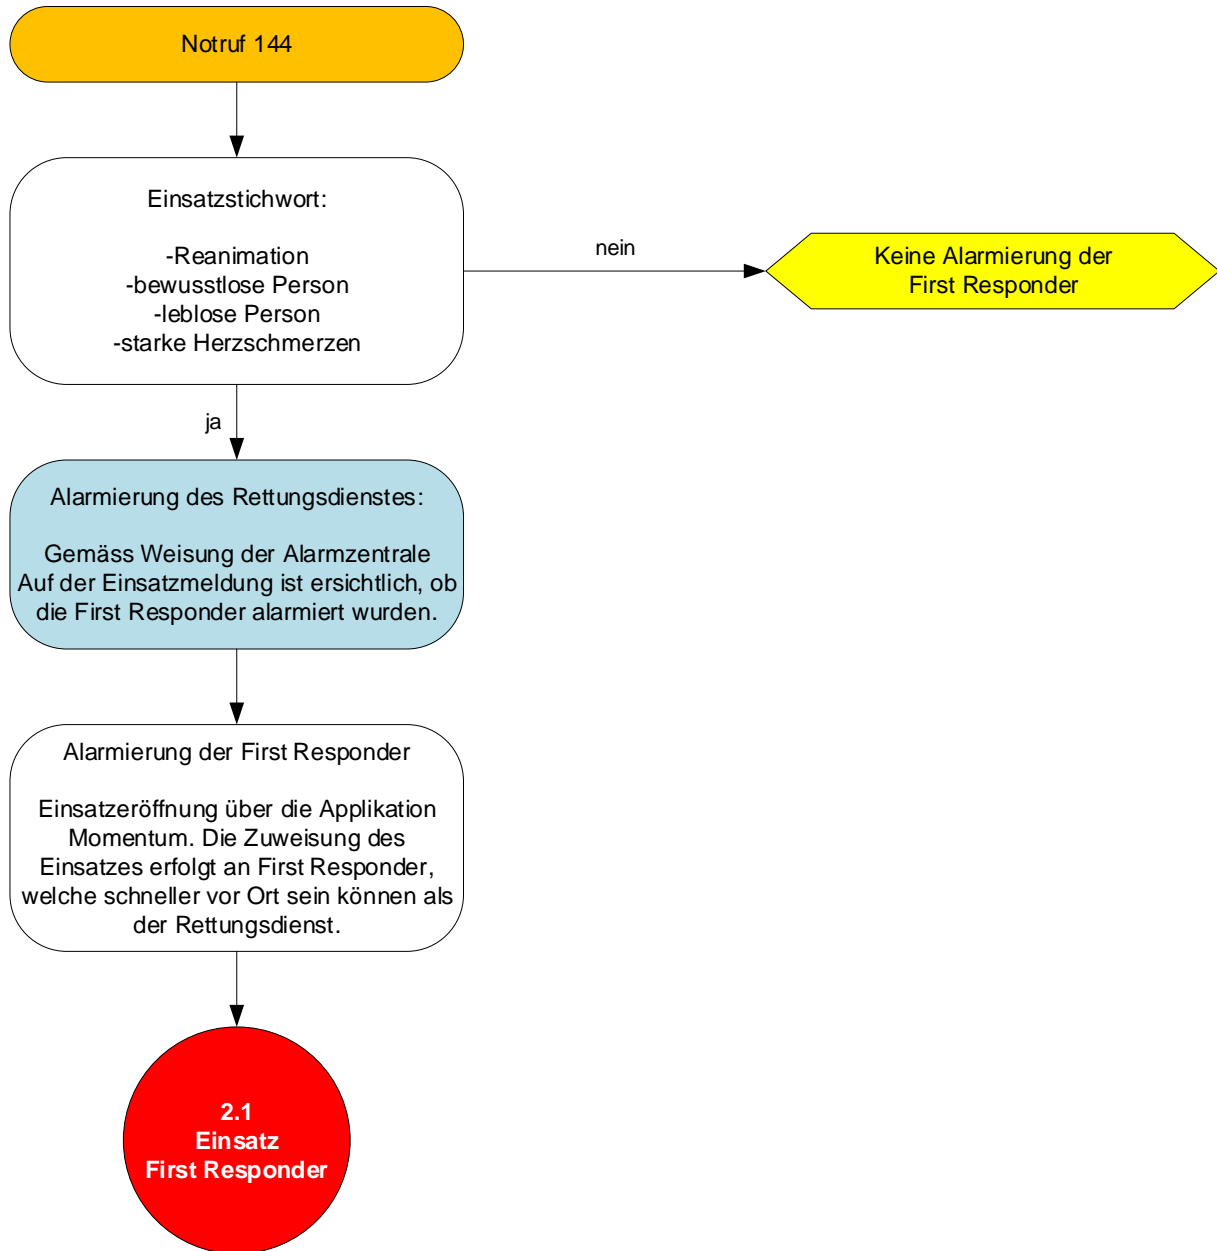 Notruf 144
Einsatzstichwort:
-Reanimation
-bewusstlose Person
-leblose Person
-starke Herzschmerzen
nein
Keine Alarmierung der
First Responder
ja
Alarmierung des Rettungsdienstes:
Gemäss Weisung der Alarmzentrale
Auf der Einsatzmeldung ist ersichtlich, ob
die First Responder alarmiert wurden.
Alarmierung der First Responder
Einsatzeröffnung über die Applikation
Momentum. Die Zuweisung des
Einsatzes erfolgt an First Responder,
welche schneller vor Ort sein können als
der Rettungsdienst.
2.1
Einsatz
First Responder